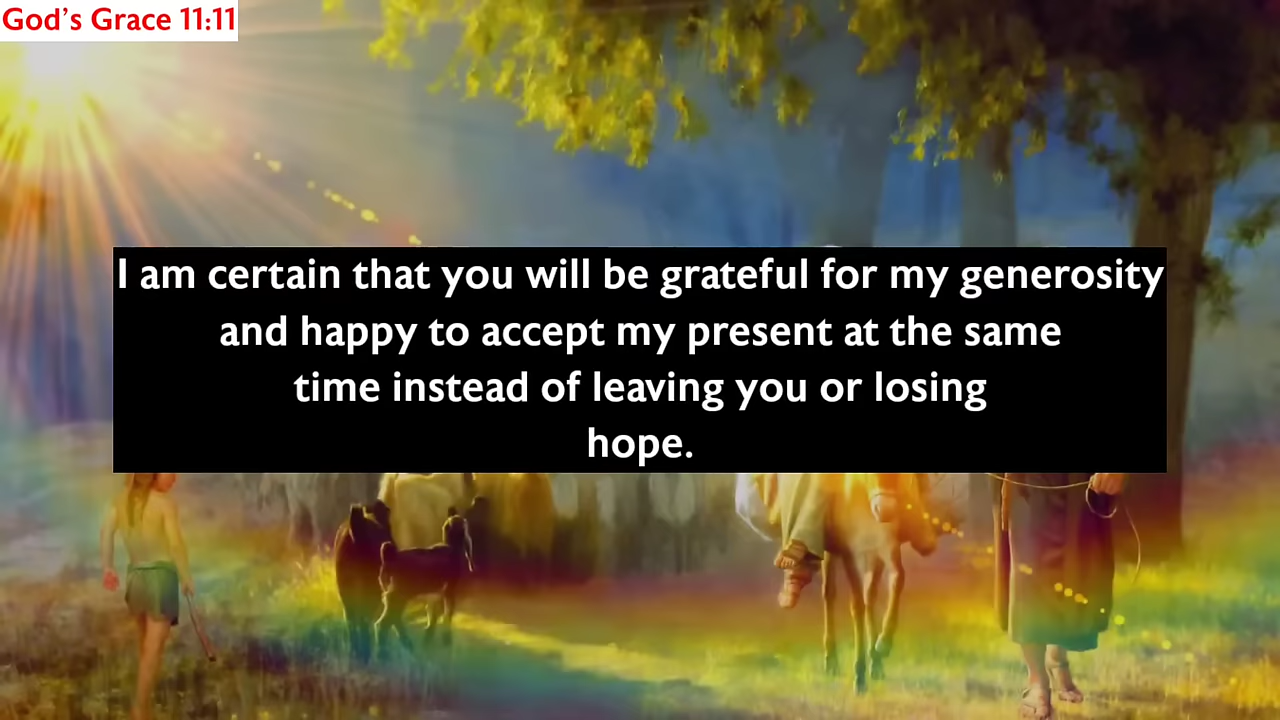 God's Grace 11:11
I am certain that you will be grateful for my generosity
and happy to accept my present at the same
time instead of leaving you or losing
hope.